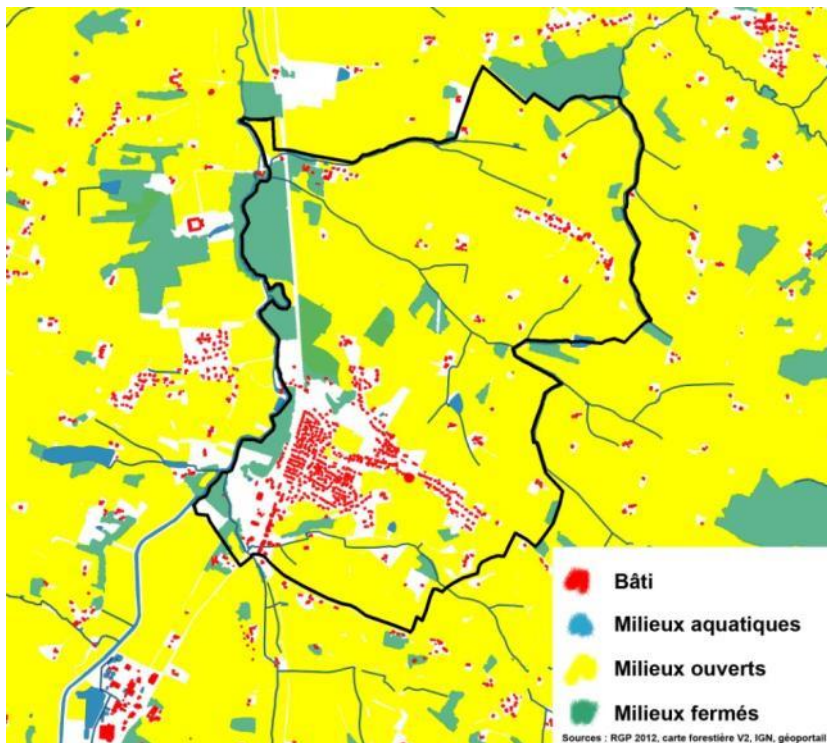 Bâti
Milieux aquatiques
Milieux ouverts
Milieux fermés
Sources : RGP 2012, carte forestière V2, IGN, géoportail